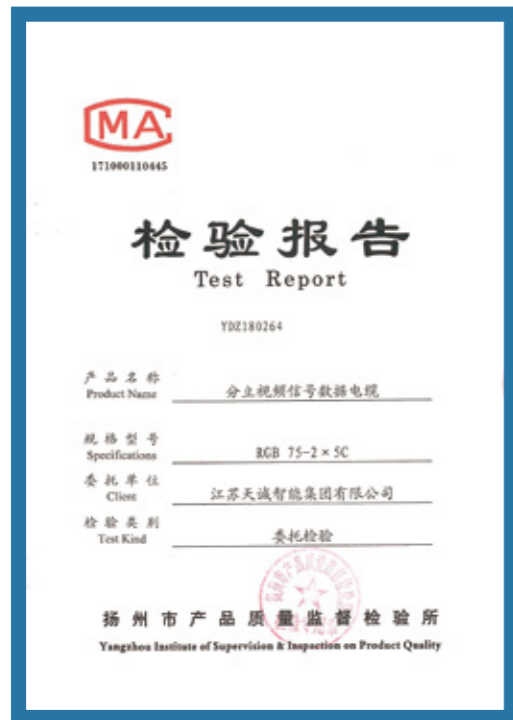 MA
171000110445
检验报告
Test Report
YDZ180264
产品名称
Product Name
分立视频信号数据电缆
规格型号
Specifications
RGB 75-2×5C
委托单位
Client
江苏天诚智能集团有限公司
检验类别
Test Kind
委托检验
扬州市产品质量监督检验所
Yangzhou Institute of Supervision & Inspection on Product Quality